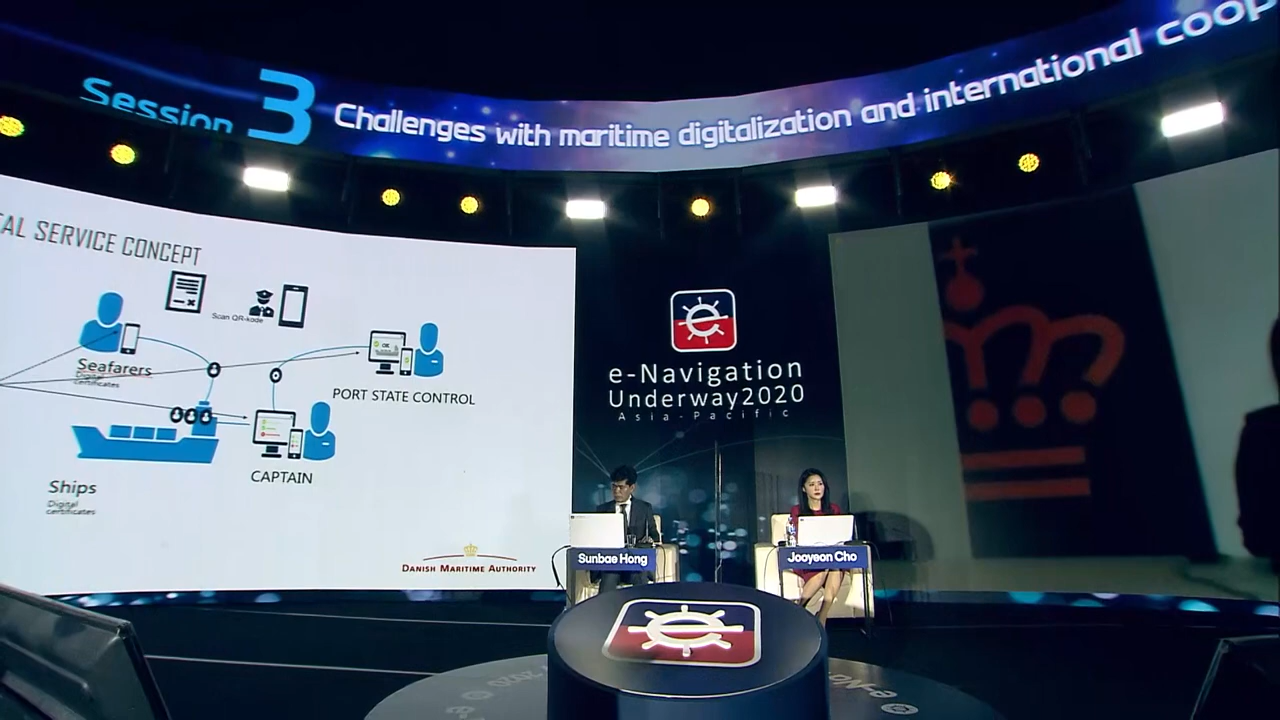 Session 3 Challenges with maritime digitalization and international coop
AL SERVICE CONCEPT
Scan QR-kode
Seafarers
Digital
certificates
PORT STATE CONTROL
CAPTAIN
Ships
Digital
certificates
DANISH MARITIME AUTHORITY
e
e-Navigation
Underway2020
Asia-Pacific
Sunbae Hong
Jooyeon Cho
e